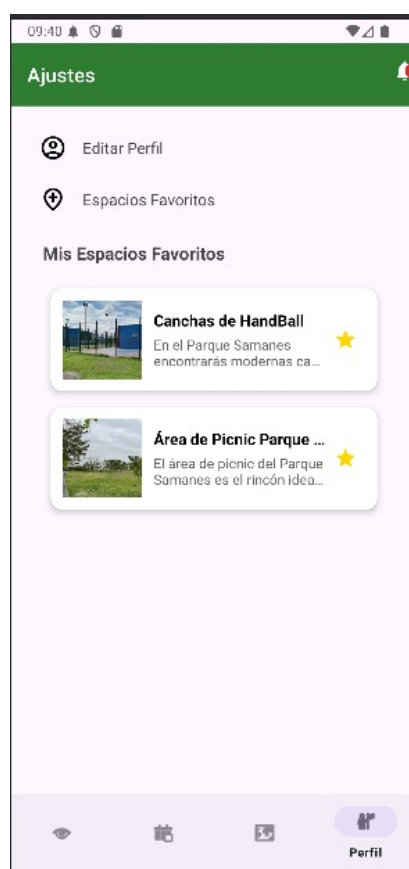 09:40
Ajustes
Editar Perfil
Espacios Favoritos
Mis Espacios Favoritos
Canchas de HandBall
En el Parque Samanes
encontrarás modernas ca...
Área de Picnic Parque ...
El área de picnic del Parque
Samanes es el rincón idea...
Perfil